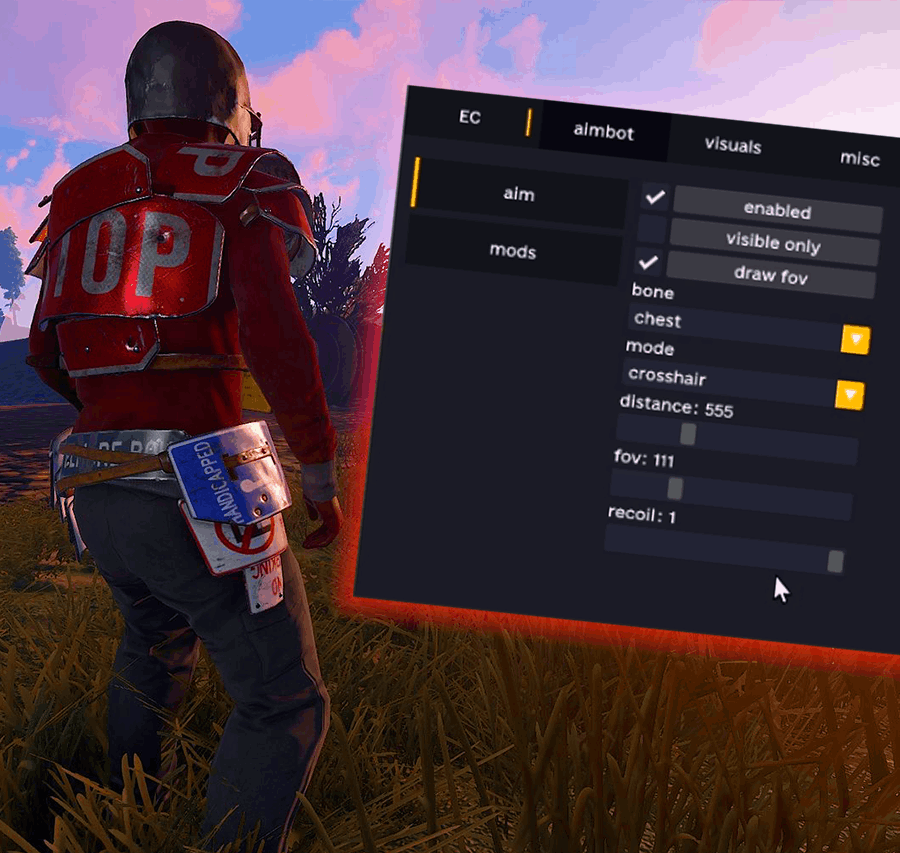 EC
aimbot
visuals
misc
aim
enabled
mods
visible only
draw fov
bone
chest
mode
crosshair
distance: 555
fov: 111
recoil: 1
P
TOP
HANDICAPPED